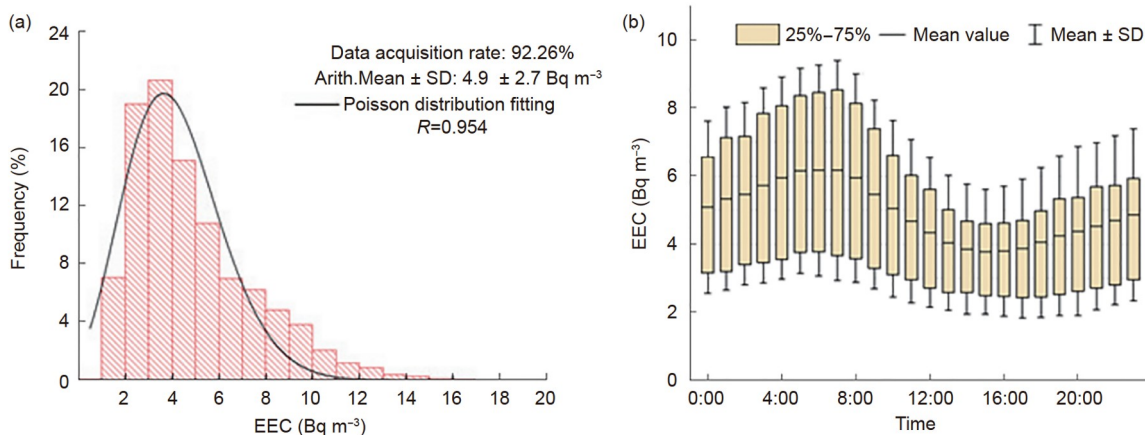 (a)
Data acquisition rate: 92.26%
Arith.Mean ± SD: 4.9 ± 2.7 Bq m⁻³
Poisson distribution fitting
R=0.954
Frequency (%)
24
20
16
12
8
4
0
2 4 6 8 10 12 14 16 18 20
EEC (Bq m⁻³)
(b)
25%−75% Mean value Mean ± SD
EEC (Bq m⁻³)
10
8
6
4
2
0
0:00 4:00 8:00 12:00 16:00 20:00
Time